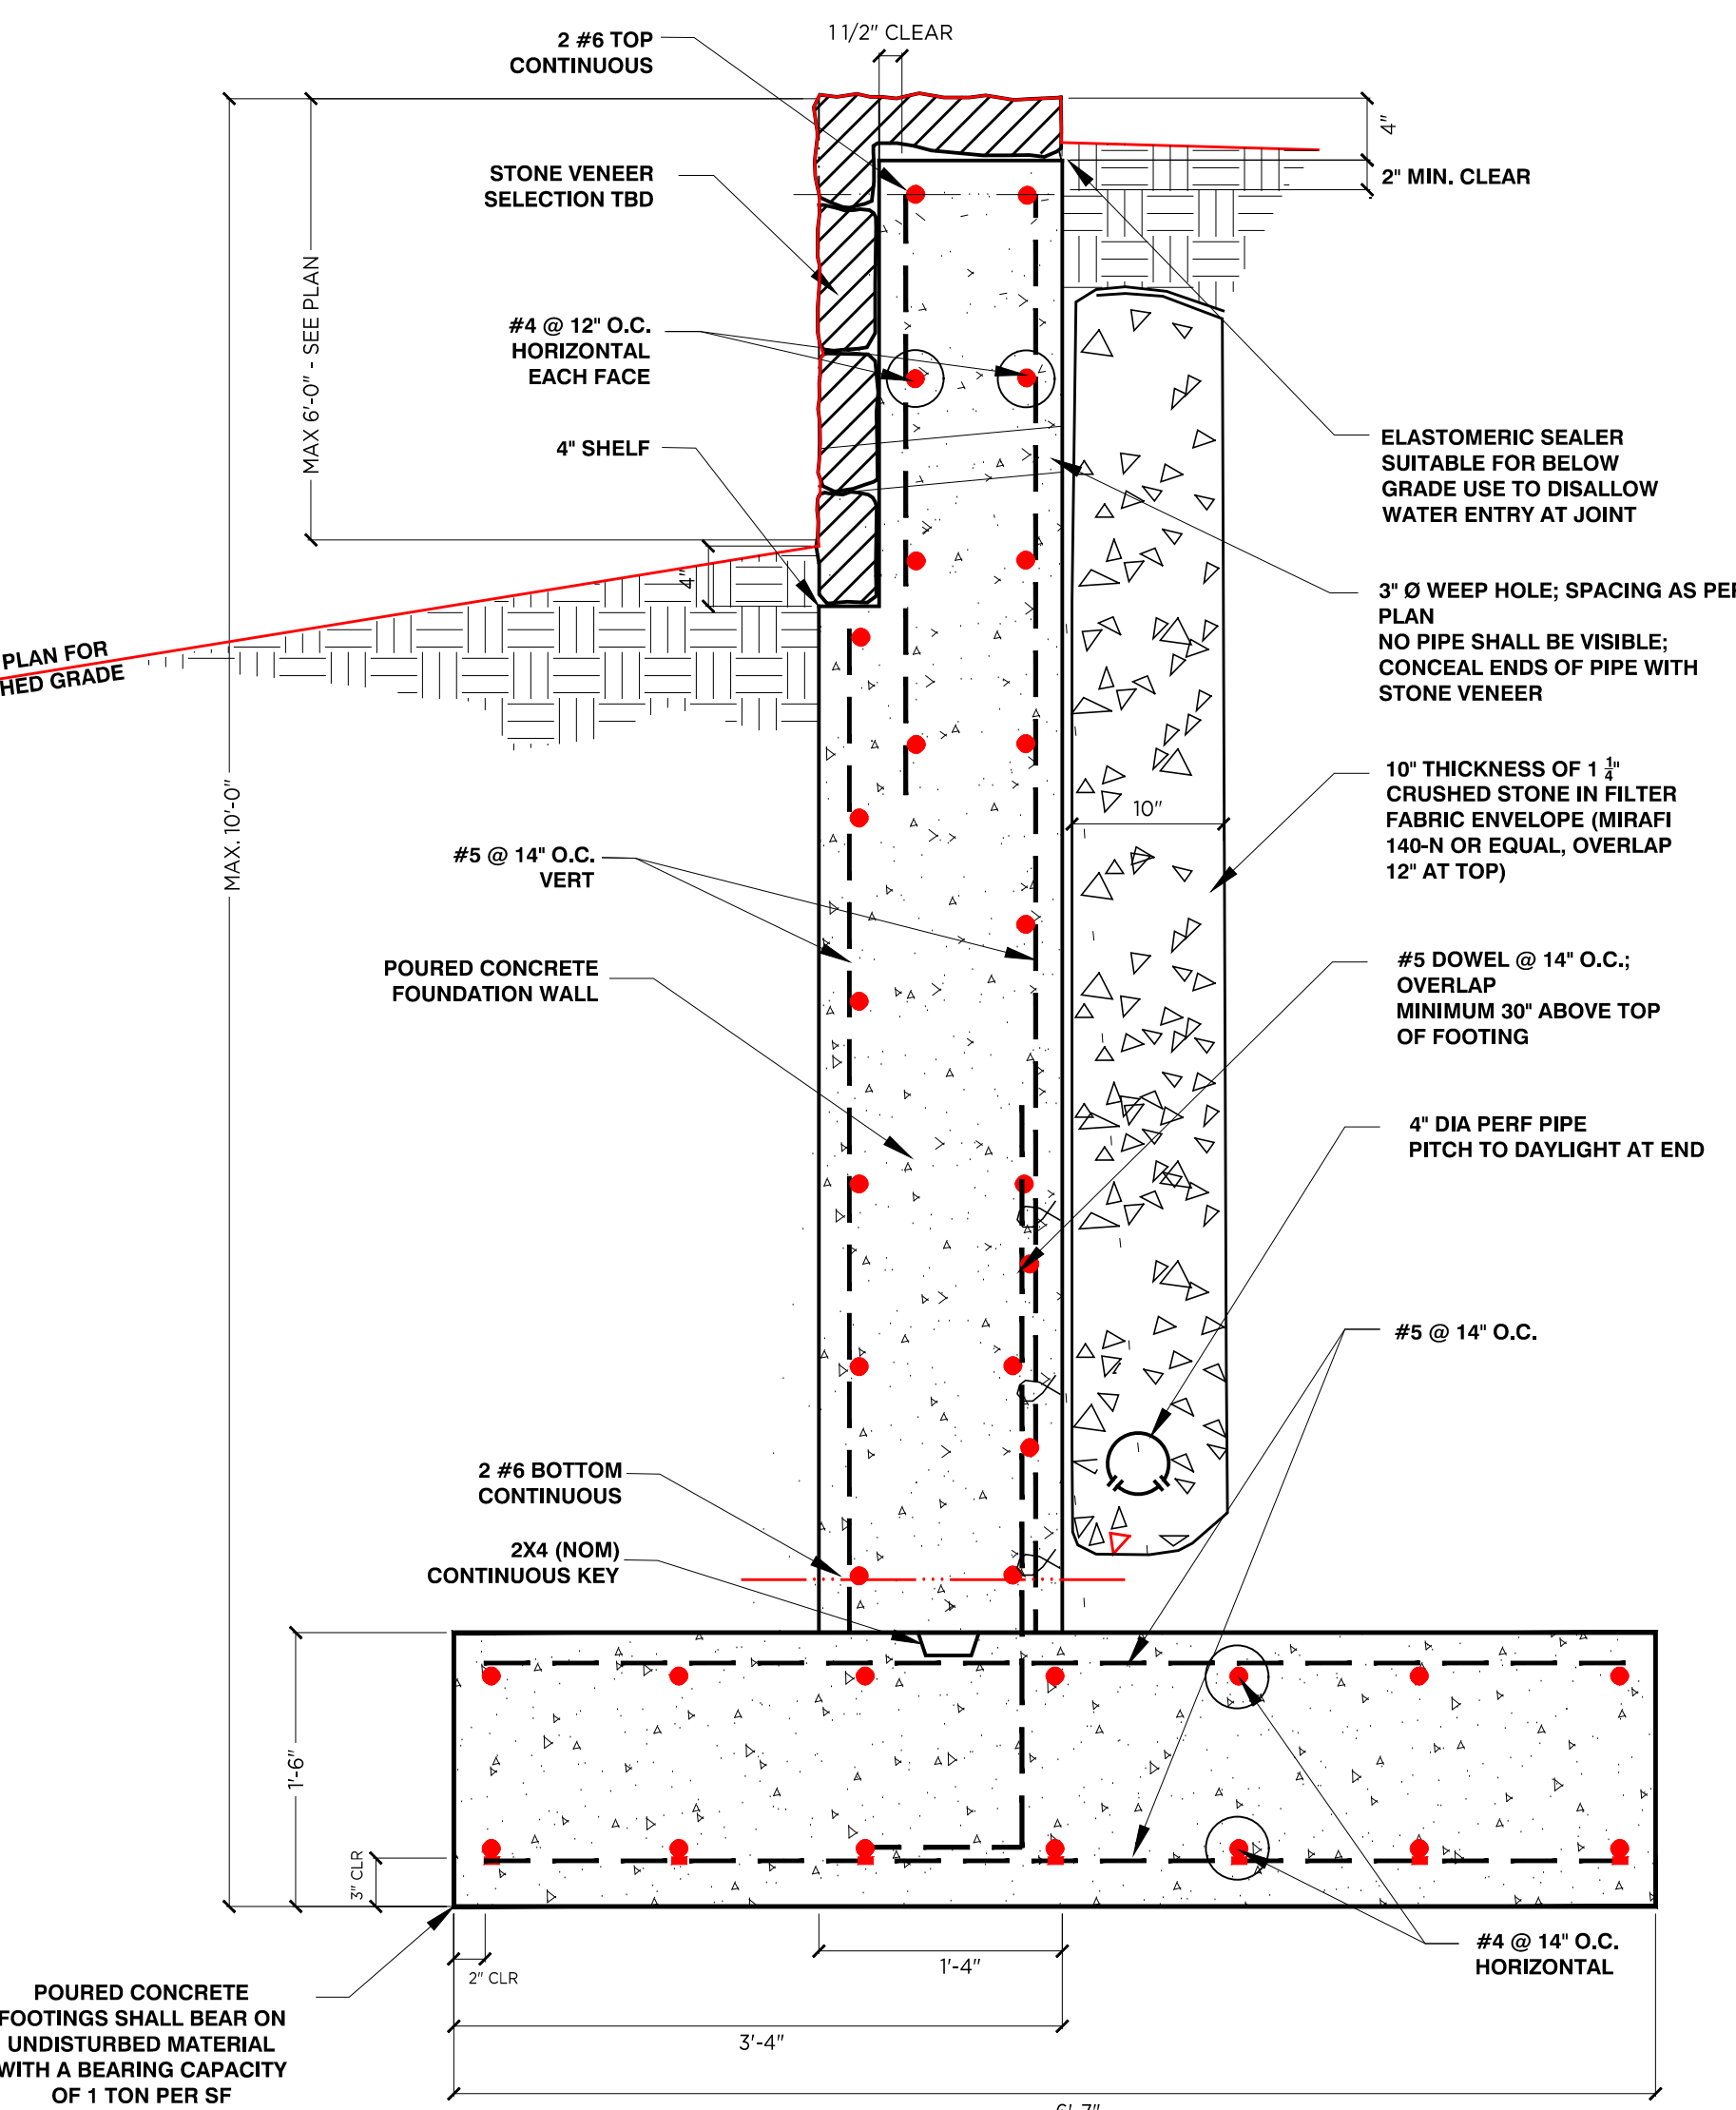 1 1/2" CLEAR
2 #6 TOP
CONTINUOUS
4"
STONE VENEER
SELECTION TBD
2" MIN. CLEAR
MAX 6'-0" - SEE PLAN
#4 @ 12" O.C.
HORIZONTAL
EACH FACE
4" SHELF
ELASTOMERIC SEALER
SUITABLE FOR BELOW
GRADE USE TO DISALLOW
WATER ENTRY AT JOINT
4"
3" Ø WEEP HOLE; SPACING AS PER
PLAN
NO PIPE SHALL BE VISIBLE;
CONCEAL ENDS OF PIPE WITH
STONE VENEER
PLAN FOR
HED GRADE
MAX. 10'-0"
10" THICKNESS OF 1 1/4"
CRUSHED STONE IN FILTER
FABRIC ENVELOPE (MIRAFI
140-N OR EQUAL, OVERLAP
12" AT TOP)
10"
#5 @ 14" O.C.
VERT
POURED CONCRETE
FOUNDATION WALL
#5 DOWEL @ 14" O.C.;
OVERLAP
MINIMUM 30" ABOVE TOP
OF FOOTING
4" DIA PERF PIPE
PITCH TO DAYLIGHT AT END
#5 @ 14" O.C.
2 #6 BOTTOM
CONTINUOUS
2X4 (NOM)
CONTINUOUS KEY
1'-6"
3" CLR
2" CLR
1'-4"
#4 @ 14" O.C.
HORIZONTAL
3'-4"
POURED CONCRETE
FOOTINGS SHALL BEAR ON
UNDISTURBED MATERIAL
WITH A BEARING CAPACITY
OF 1 TON PER SF
6'-7"